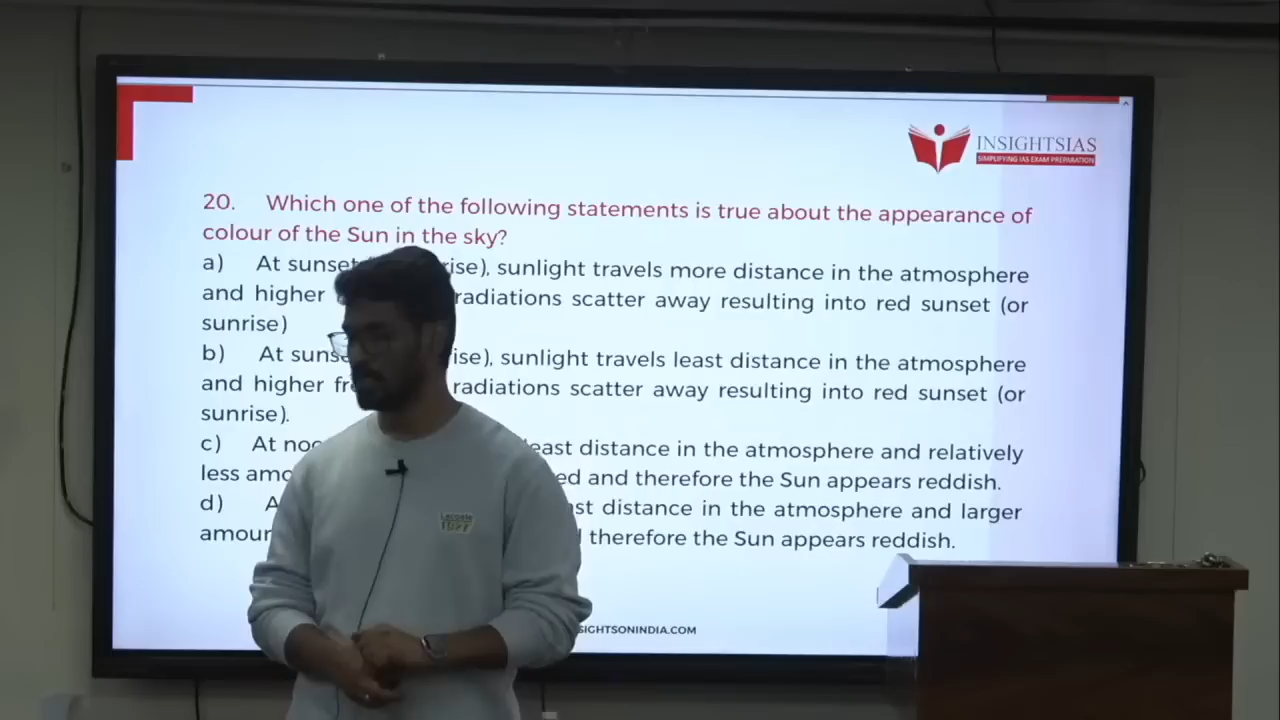 INSIGHTSIAS
SIMPLIFYING IAS EXAM PREPARATION
20. Which one of the following statements is true about the appearance of
colour of the Sun in the sky?
a) At sunset rise), sunlight travels more distance in the atmosphere
and higher radiations scatter away resulting into red sunset (or
sunrise)
b) At suns ise), sunlight travels least distance in the atmosphere
and higher fr radiations scatter away resulting into red sunset (or
sunrise).
c) At noo least distance in the atmosphere and relatively
less amo ed and therefore the Sun appears reddish.
d) A st distance in the atmosphere and larger
amour therefore the Sun appears reddish.
SIGHTSONINDIA.COM